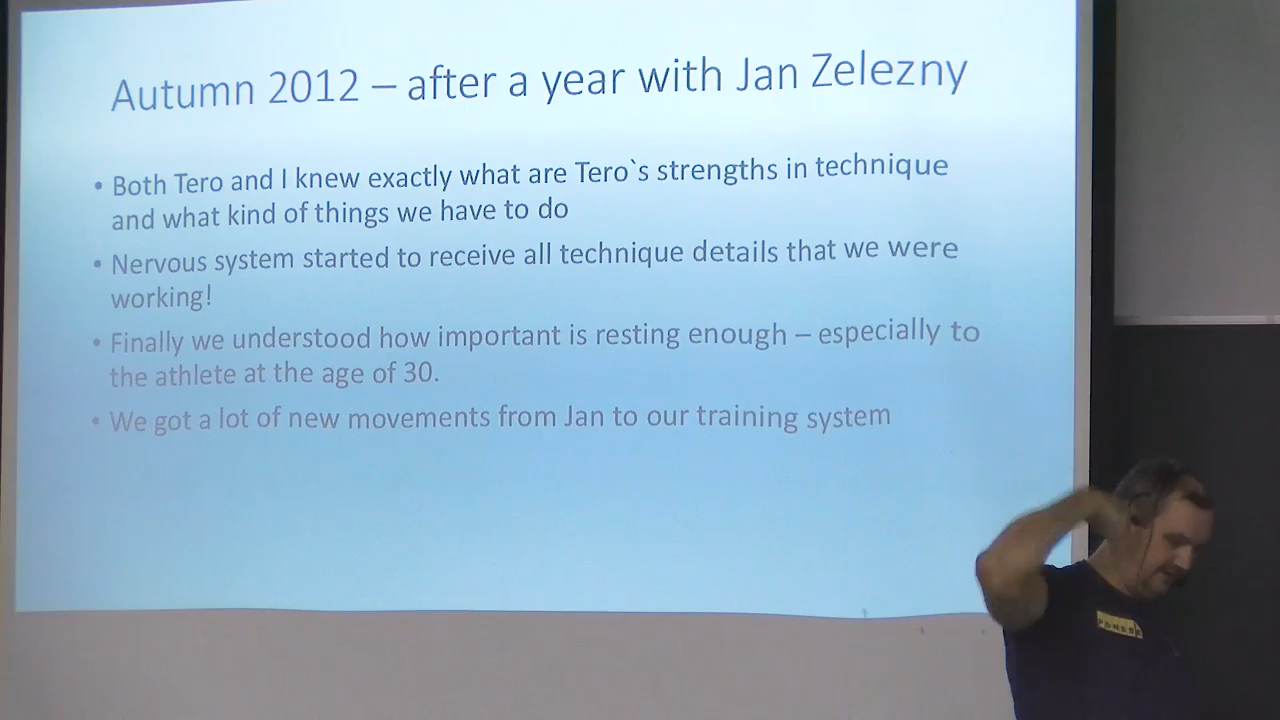 Autumn 2012 – after a year with Jan Zelezny
• Both Tero and I knew exactly what are Tero`s strengths in technique
and what kind of things we have to do
• Nervous system started to receive all technique details that we were
working!
• Finally we understood how important is resting enough – especially to
the athlete at the age of 30.
• We got a lot of new movements from Jan to our training system
PONSSE